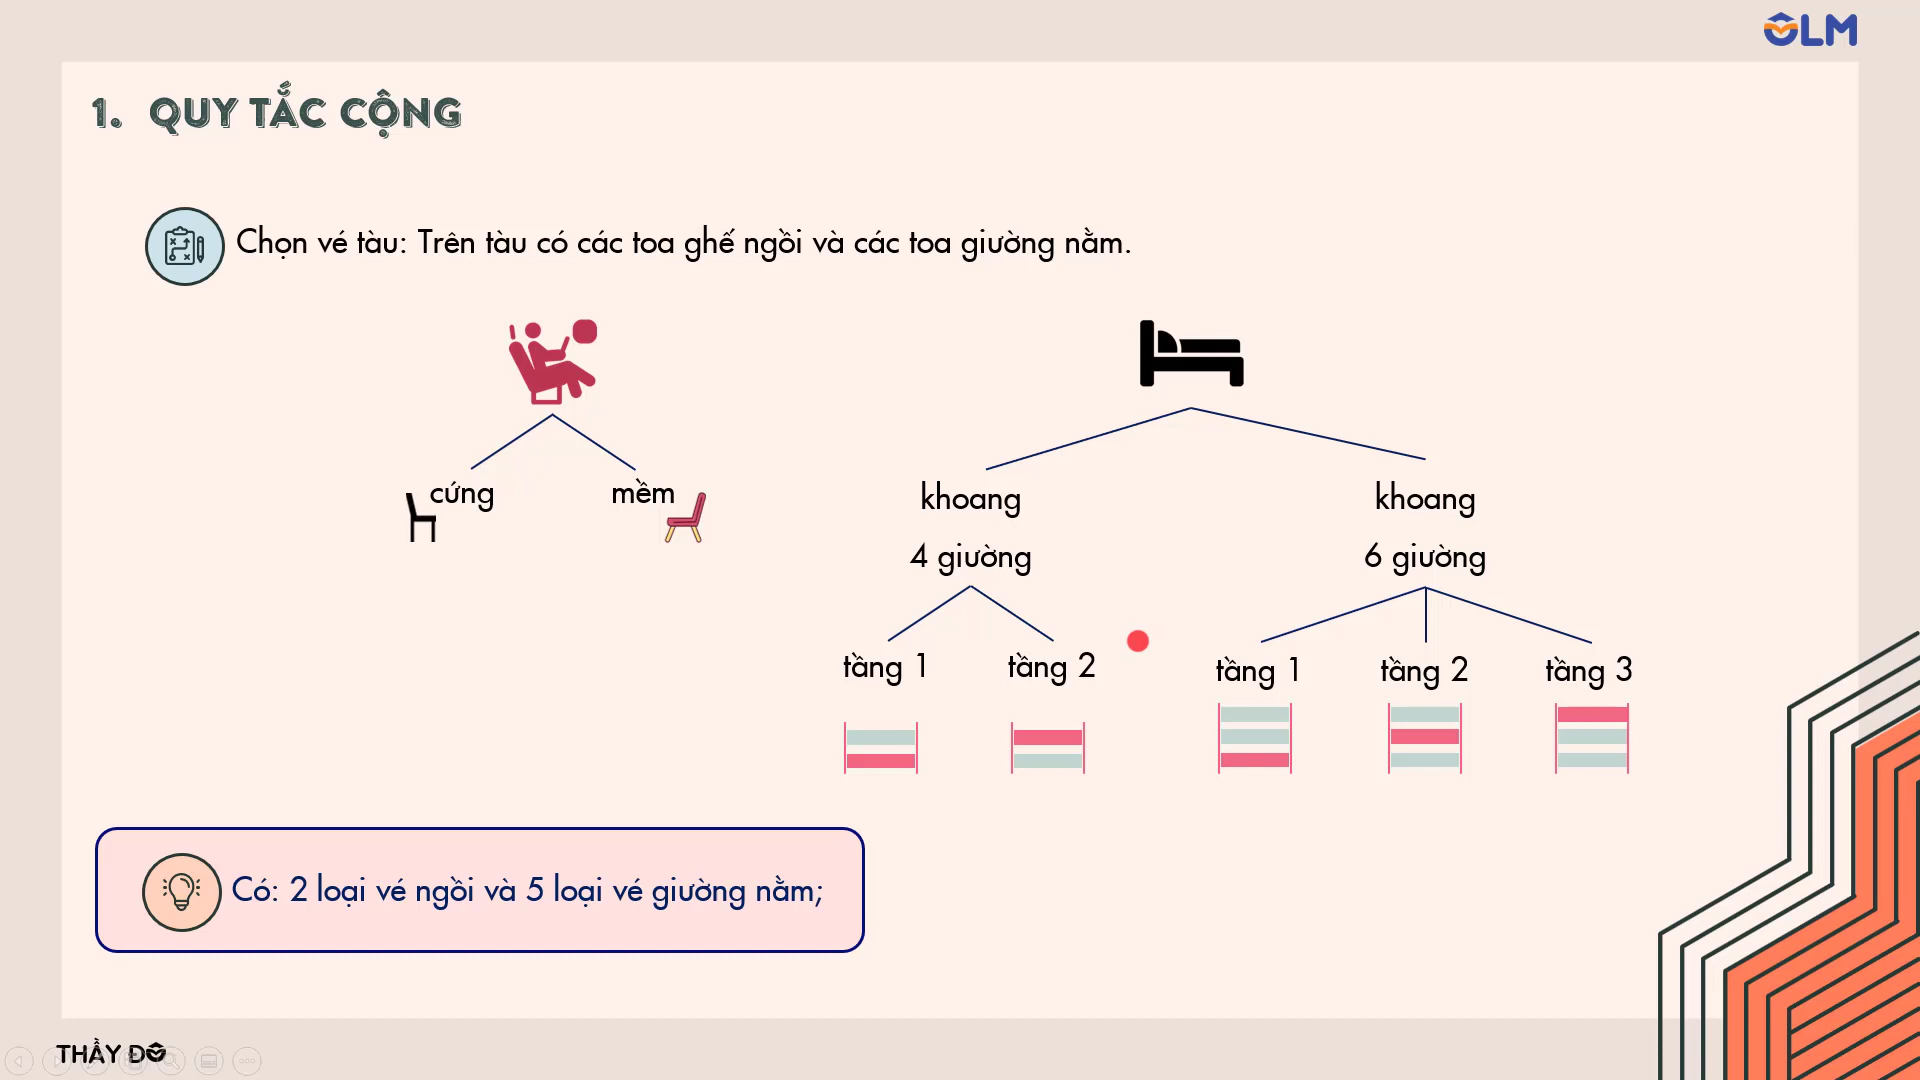 ÔLM
1. QUY TẮC CỘNG
Chọn vé tàu: Trên tàu có các toa ghế ngồi và các toa giường nằm.
cứng
mềm
khoang
4 giường
khoang
6 giường
tầng 1
tầng 2
tầng 1
tầng 2
tầng 3
Có: 2 loại vé ngồi và 5 loại vé giường nằm;
THẦY DO